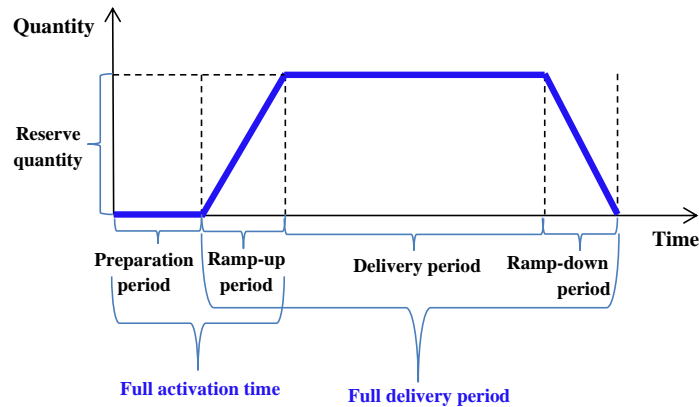 Quantity
Reserve
quantity
Time
Preparation
period
Ramp-up
period
Delivery period
Ramp-down
period
Full activation time
Full delivery period